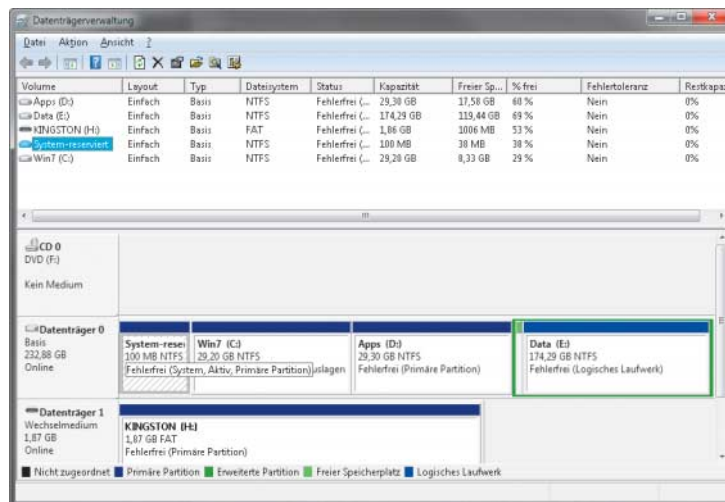 Datenträgerverwaltung
Datei Aktion Ansicht ?
Volume Layout Typ Dateisystem Status Kapazität Freier Sp... % frei Fehlertoleranz Restkapaz
Apps (D:) Einfach Basis NTFS Fehlerfrei (... 29,30 GB 17,58 GB 60 % Nein 0%
Data (E:) Einfach Basis NTFS Fehlerfrei (... 174,29 GB 119,44 GB 69 % Nein 0%
KINGSTON (H:) Einfach Basis FAT Fehlerfrei (... 1,86 GB 1006 MB 53 % Nein 0%
System-reserviert Einfach Basis NTFS Fehlerfrei (... 100 MB 38 MB 38 % Nein 0%
Win7 (C:) Einfach Basis NTFS Fehlerfrei (... 29,20 GB 8,33 GB 29 % Nein 0%
CD 0
DVD (F:)
Kein Medium
Datenträger 0
Basis
232,88 GB
Online
System-resei
100 MB NTFS
Fehlerfrei (System, Aktiv, Primäre Partition)
Win7 (C:)
29,20 GB NTFS
uslagen
Apps (D:)
29,30 GB NTFS
Fehlerfrei (Primäre Partition)
Data (E:)
174,29 GB NTFS
Fehlerfrei (Logisches Laufwerk)
Datenträger 1
Wechselmedium
1,87 GB
Online
KINGSTON (H:)
1,87 GB FAT
Fehlerfrei (Primäre Partition)
Nicht zugeordnet Primäre Partition Erweiterte Partition Freier Speicherplatz Logisches Laufwerk